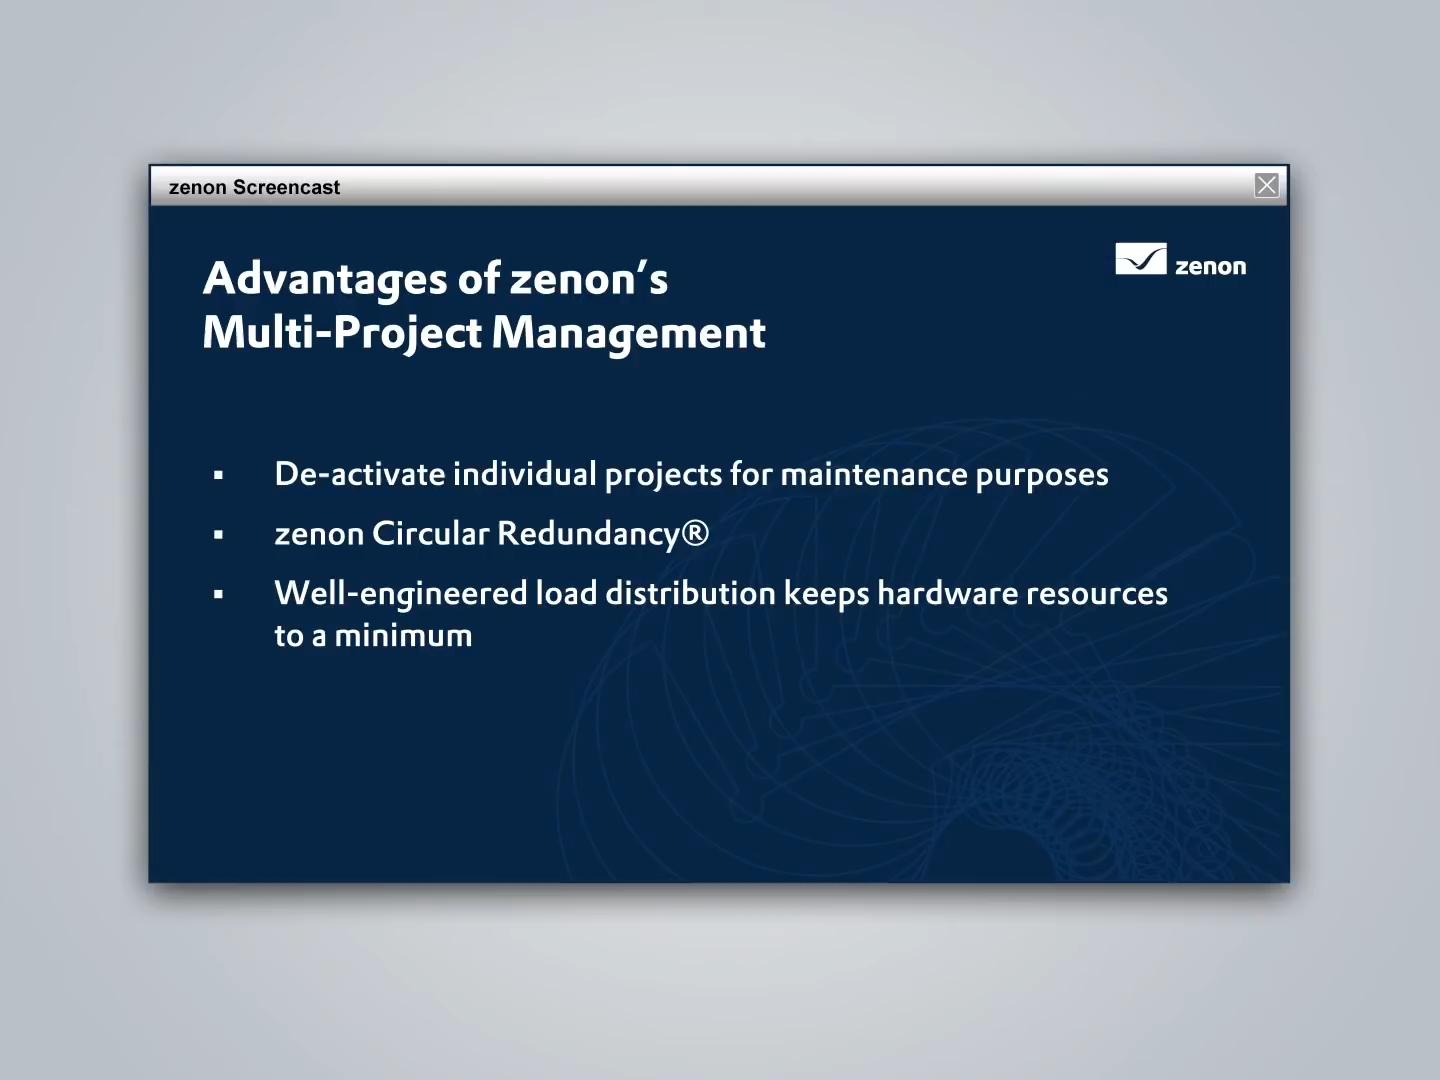 zenon Screencast
zenon
Advantages of zenon’s
Multi-Project Management
▪ De-activate individual projects for maintenance purposes
▪ zenon Circular Redundancy®
▪ Well-engineered load distribution keeps hardware resources
to a minimum